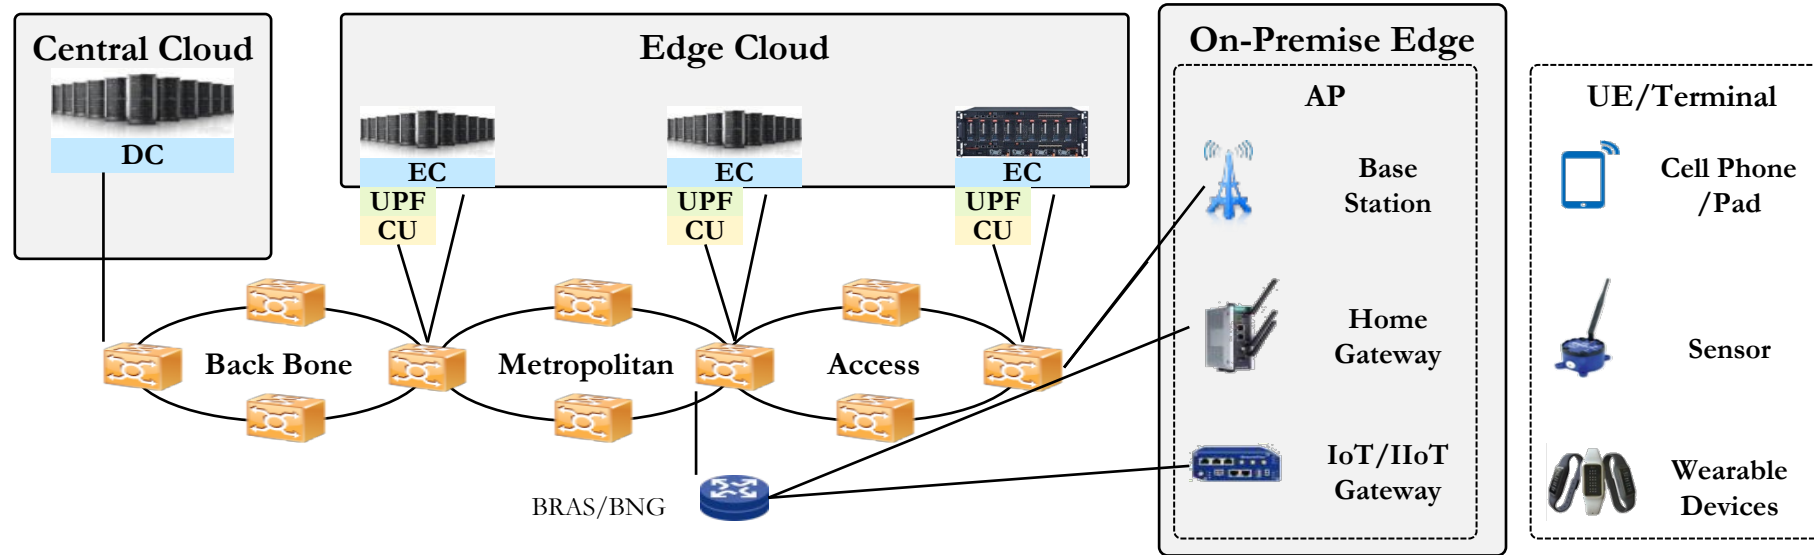 Central Cloud
DC
Edge Cloud
EC
UPF
CU
EC
UPF
CU
EC
UPF
CU
Back Bone
Metropolitan
Access
BRAS/BNG
On-Premise Edge
AP
Base
Station
Home
Gateway
IoT/IIoT
Gateway
UE/Terminal
Cell Phone
/Pad
Sensor
Wearable
Devices